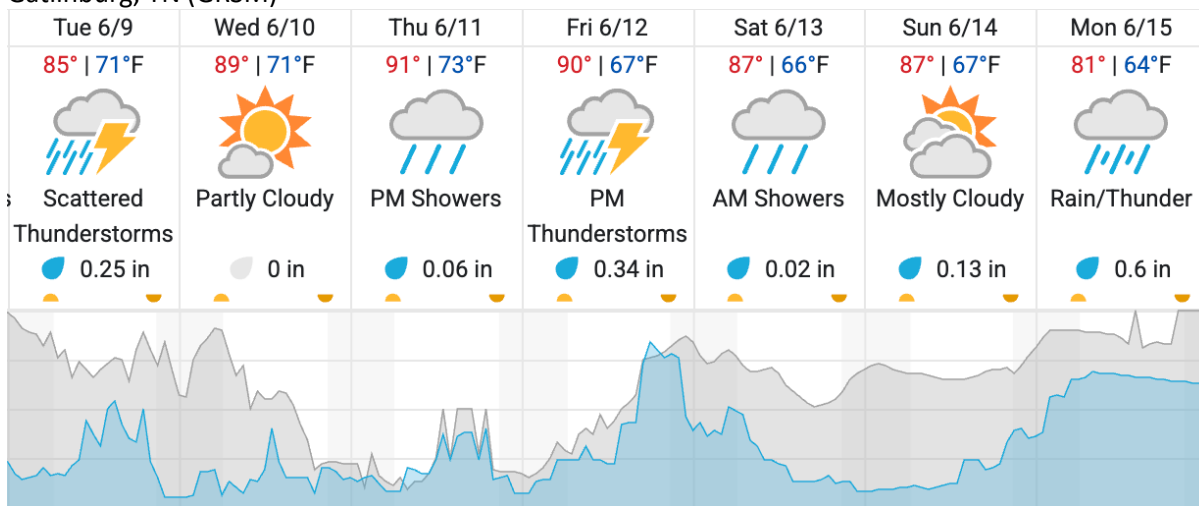 Gatlinburg, TN (GRSM)
Tue 6/9 Wed 6/10 Thu 6/11 Fri 6/12 Sat 6/13 Sun 6/14 Mon 6/15
85° | 71°F 89° | 71°F 91° | 73°F 90° | 67°F 87° | 66°F 87° | 67°F 81° | 64°F
s Scattered Partly Cloudy PM Showers PM AM Showers Mostly Cloudy Rain/Thunder
Thunderstorms Thunderstorms
0.25 in 0 in 0.06 in 0.34 in 0.02 in 0.13 in 0.6 in